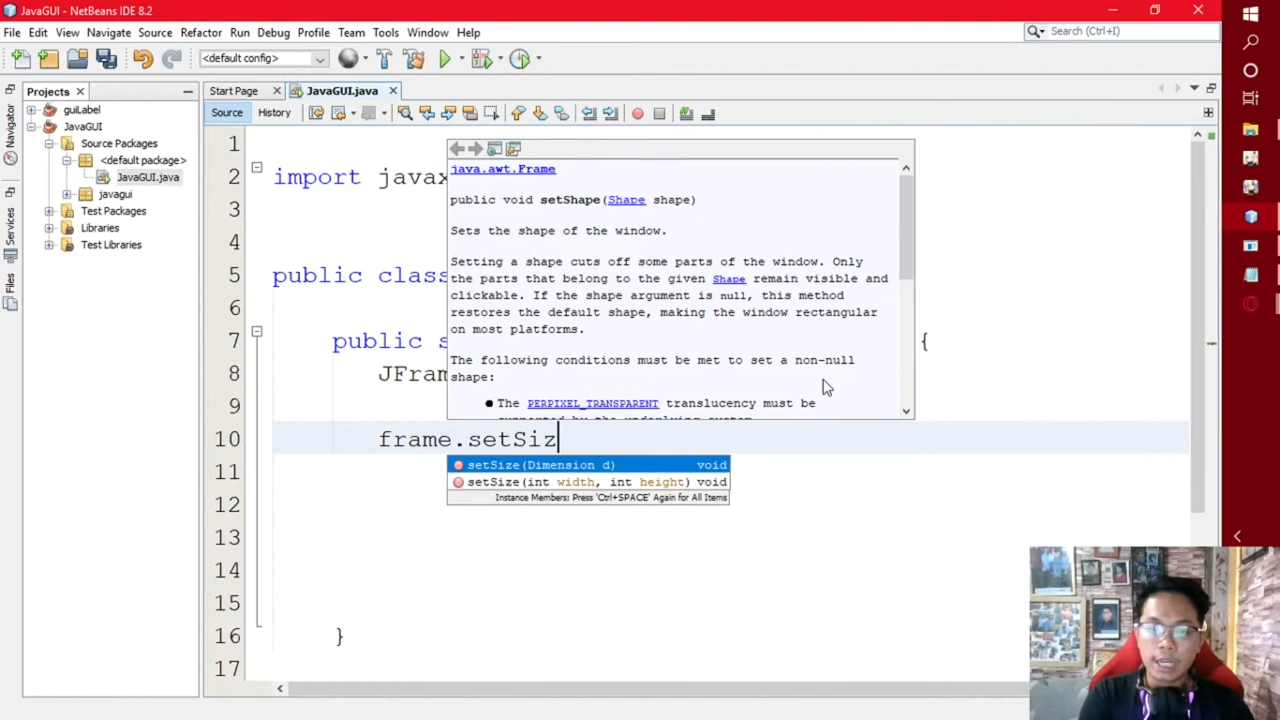 JavaGUI - NetBeans IDE 8.2
File Edit View Navigate Source Refactor Run Debug Profile Team Tools Window Help
Search (Ctrl+I)
<default config>
Projects
Start Page
JavaGUI.java
Source History
Navigator
Services
Files
guiLabel
JavaGUI
Source Packages
<default package>
JavaGUI.java
javagui
Test Packages
Libraries
Test Libraries
1
2 import javax
3
4
5 public class
6
7 public s {
8 JFram
9
10 frame.setSiz
11
12
13
14
15
16 }
17
java.awt.Frame
public void setShape(Shape shape)
Sets the shape of the window.
Setting a shape cuts off some parts of the window. Only
the parts that belong to the given Shape remain visible and
clickable. If the shape argument is null, this method
restores the default shape, making the window rectangular
on most platforms.
The following conditions must be met to set a non-null
shape:
● The PERPIXEL_TRANSPARENT translucency must be
supported by the underlying system
setSize(Dimension d) void
setSize(int width, int height) void
Instance Members; Press 'Ctrl+SPACE' Again for All Items